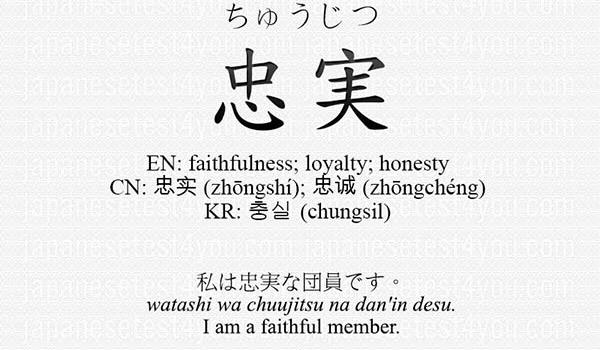 ちゅうじつ
忠実
EN: faithfulness; loyalty; honesty
CN: 忠实 (zhōngshí); 忠诚 (zhōngchéng)
KR: 충실 (chungsil)
私は忠実な団員です。
watashi wa chuujitsu na dan'in desu.
I am a faithful member.
japanesetest4you.com